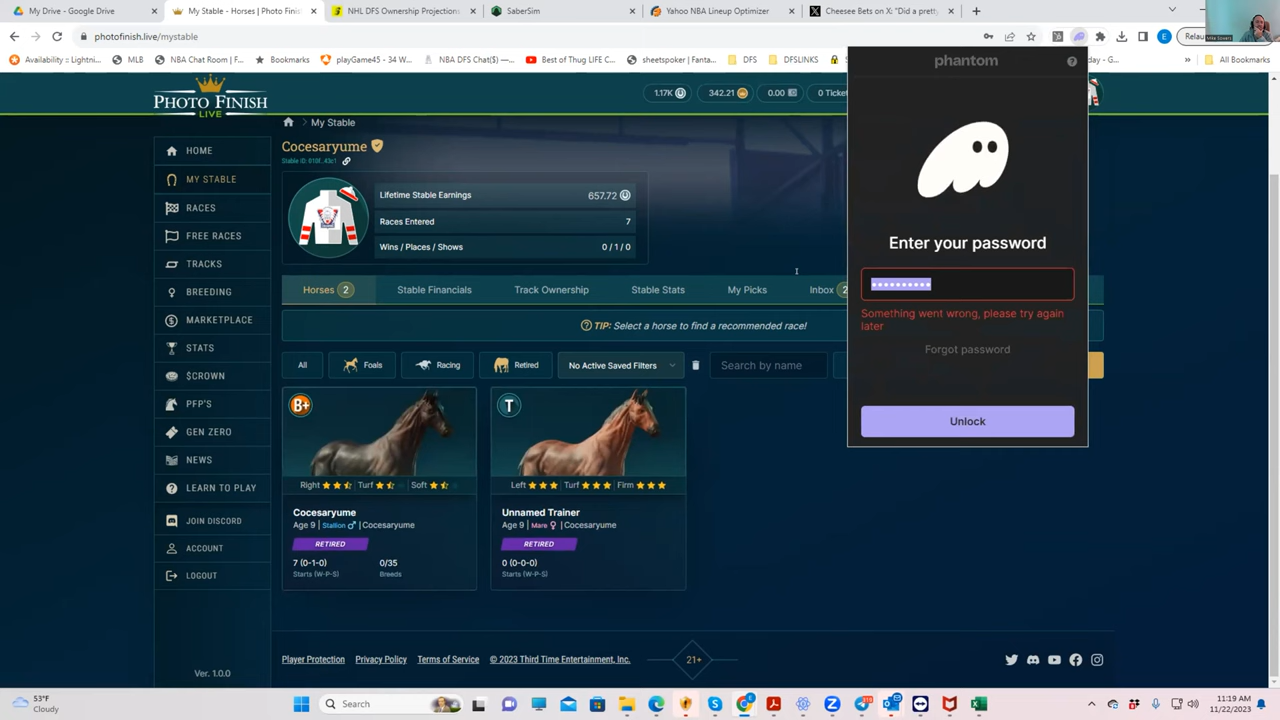 My Drive - Google Drive
My Stable - Horses | Photo Finish
NHL DFS Ownership Projections
SaberSim
Yahoo NBA Lineup Optimizer
Cheesee Bets on X: "Did a prett
photofinish.live/mystable
Relau
Availability :: Lightni...
MLB
NBA Chat Room | F...
Bookmarks
playGame45 - 34 W...
NBA DFS Chat($) —...
Best of Thug LIFE C...
sheetspoker | Fanta...
DFS
DFSLINKS
ay - G...
All Bookmarks
PHOTO FINISH
LIVE
1.17K
342.21
0.00
0 Ticket
My Stable
Cocesaryume
Stable ID: 010f...43c1
Lifetime Stable Earnings 657.72
Races Entered 7
Wins / Places / Shows 0 / 1 / 0
HOME
MY STABLE
RACES
FREE RACES
TRACKS
BREEDING
MARKETPLACE
STATS
$CROWN
PFP'S
GEN ZERO
NEWS
LEARN TO PLAY
JOIN DISCORD
ACCOUNT
LOGOUT
Ver. 1.0.0
Horses 2
Stable Financials
Track Ownership
Stable Stats
My Picks
Inbox 2
TIP: Select a horse to find a recommended race!
All
Foals
Racing
Retired
No Active Saved Filters
Search by name
B+
Right Turf Soft
Cocesaryume
Age 9 | Stallion | Cocesaryume
RETIRED
7 (0-1-0) 0/35
Starts (W-P-S) Breeds
T
Left Turf Firm
Unnamed Trainer
Age 9 | Mare | Cocesaryume
RETIRED
0 (0-0-0)
Starts (W-P-S)
phantom
Enter your password
Something went wrong, please try again
later
Forgot password
Unlock
Player Protection
Privacy Policy
Terms of Service
© 2023 Third Time Entertainment, Inc.
21+
53°F
Cloudy
Search
11:19 AM
11/22/2023